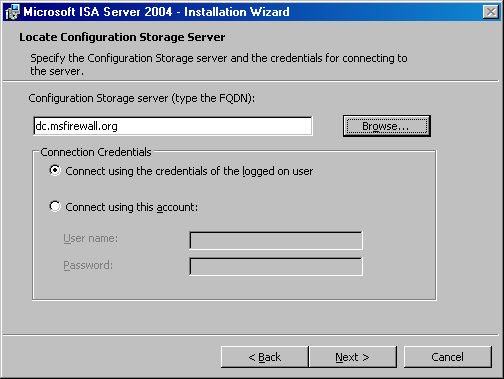 Microsoft ISA Server 2004 - Installation Wizard
Locate Configuration Storage Server
Specify the Configuration Storage server and the credentials for connecting to
the server.
Configuration Storage server (type the FQDN):
dc.msfirewall.org
Browse...
Connection Credentials
Connect using the credentials of the logged on user
Connect using this account:
User name:
Password:
< Back
Next >
Cancel